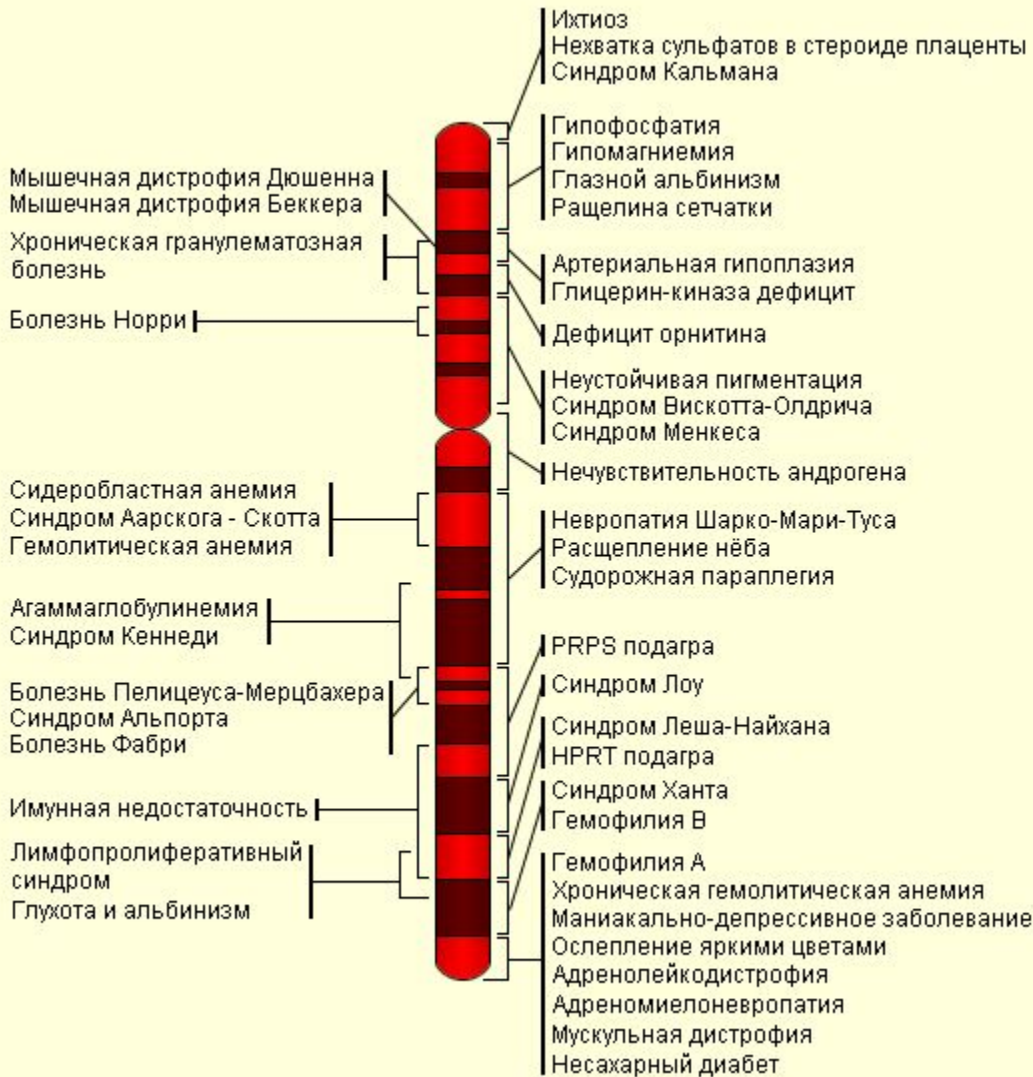 Ихтиоз
Нехватка сульфатов в стероиде плаценты
Синдром Кальмана
Гипофосфатия
Гипомагниемия
Глазной альбинизм
Ращелина сетчатки
Мышечная дистрофия Дюшенна
Мышечная дистрофия Беккера
Хроническая гранулематозная
болезнь
Артериальная гипоплазия
Глицерин-киназа дефицит
Болезнь Норри
Дефицит орнитина
Неустойчивая пигментация
Синдром Вискотта-Олдрича
Синдром Менкеса
Нечувствительность андрогена
Сидеробластная анемия
Синдром Аарскога - Скотта
Гемолитическая анемия
Невропатия Шарко-Мари-Туса
Расщепление нёба
Судорожная параплегия
Агаммаглобулинемия
Синдром Кеннеди
PRPS подагра
Болезнь Пелицеуса-Мерцбахера
Синдром Альпорта
Болезнь Фабри
Синдром Лоу
Синдром Леша-Найхана
HPRT подагра
Имунная недостаточность
Синдром Ханта
Гемофилия B
Лимфопролиферативный
синдром
Глухота и альбинизм
Гемофилия A
Хроническая гемолитическая анемия
Маниакально-депрессивное заболевание
Ослепление яркими цветами
Адренолейкодистрофия
Адреномиелоневропатия
Мускульная дистрофия
Несахарный диабет